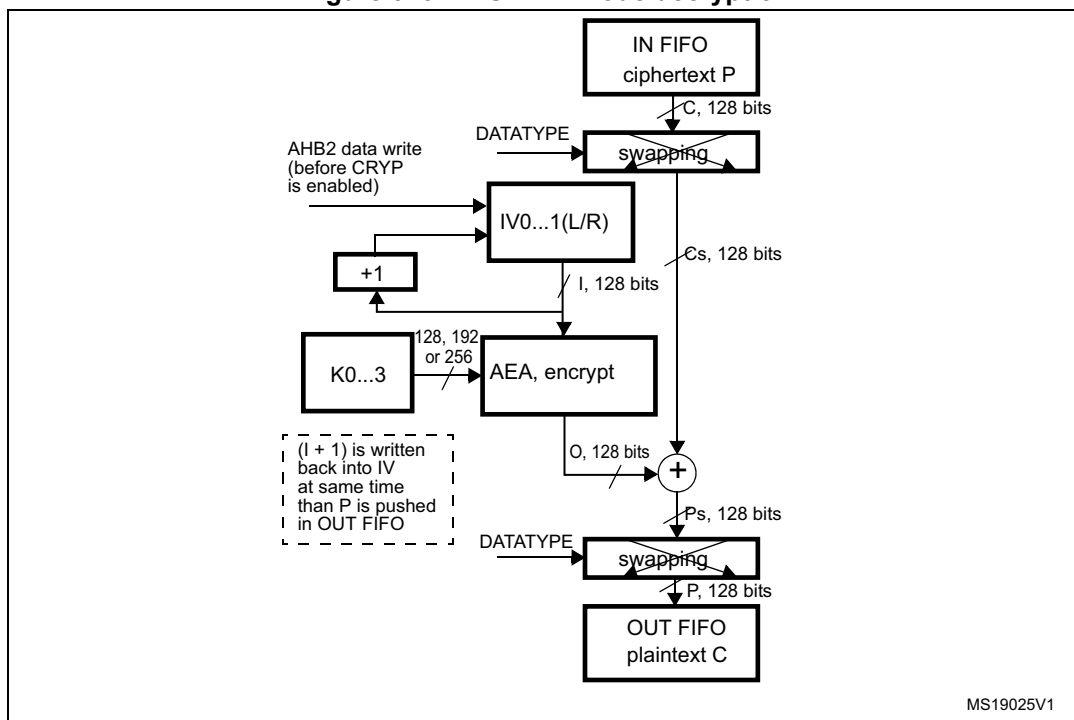 IN FIFO
ciphertext P
C, 128 bits
DATATYPE
swapping
AHB2 data write
(before CRYP
is enabled)
IV0...1(L/R)
Cs, 128 bits
+1
I, 128 bits
128, 192
or 256
K0...3
AEA, encrypt
(I + 1) is written
back into IV
at same time
than P is pushed
in OUT FIFO
O, 128 bits
+
Ps, 128 bits
DATATYPE
swapping
P, 128 bits
OUT FIFO
plaintext C
MS19025V1